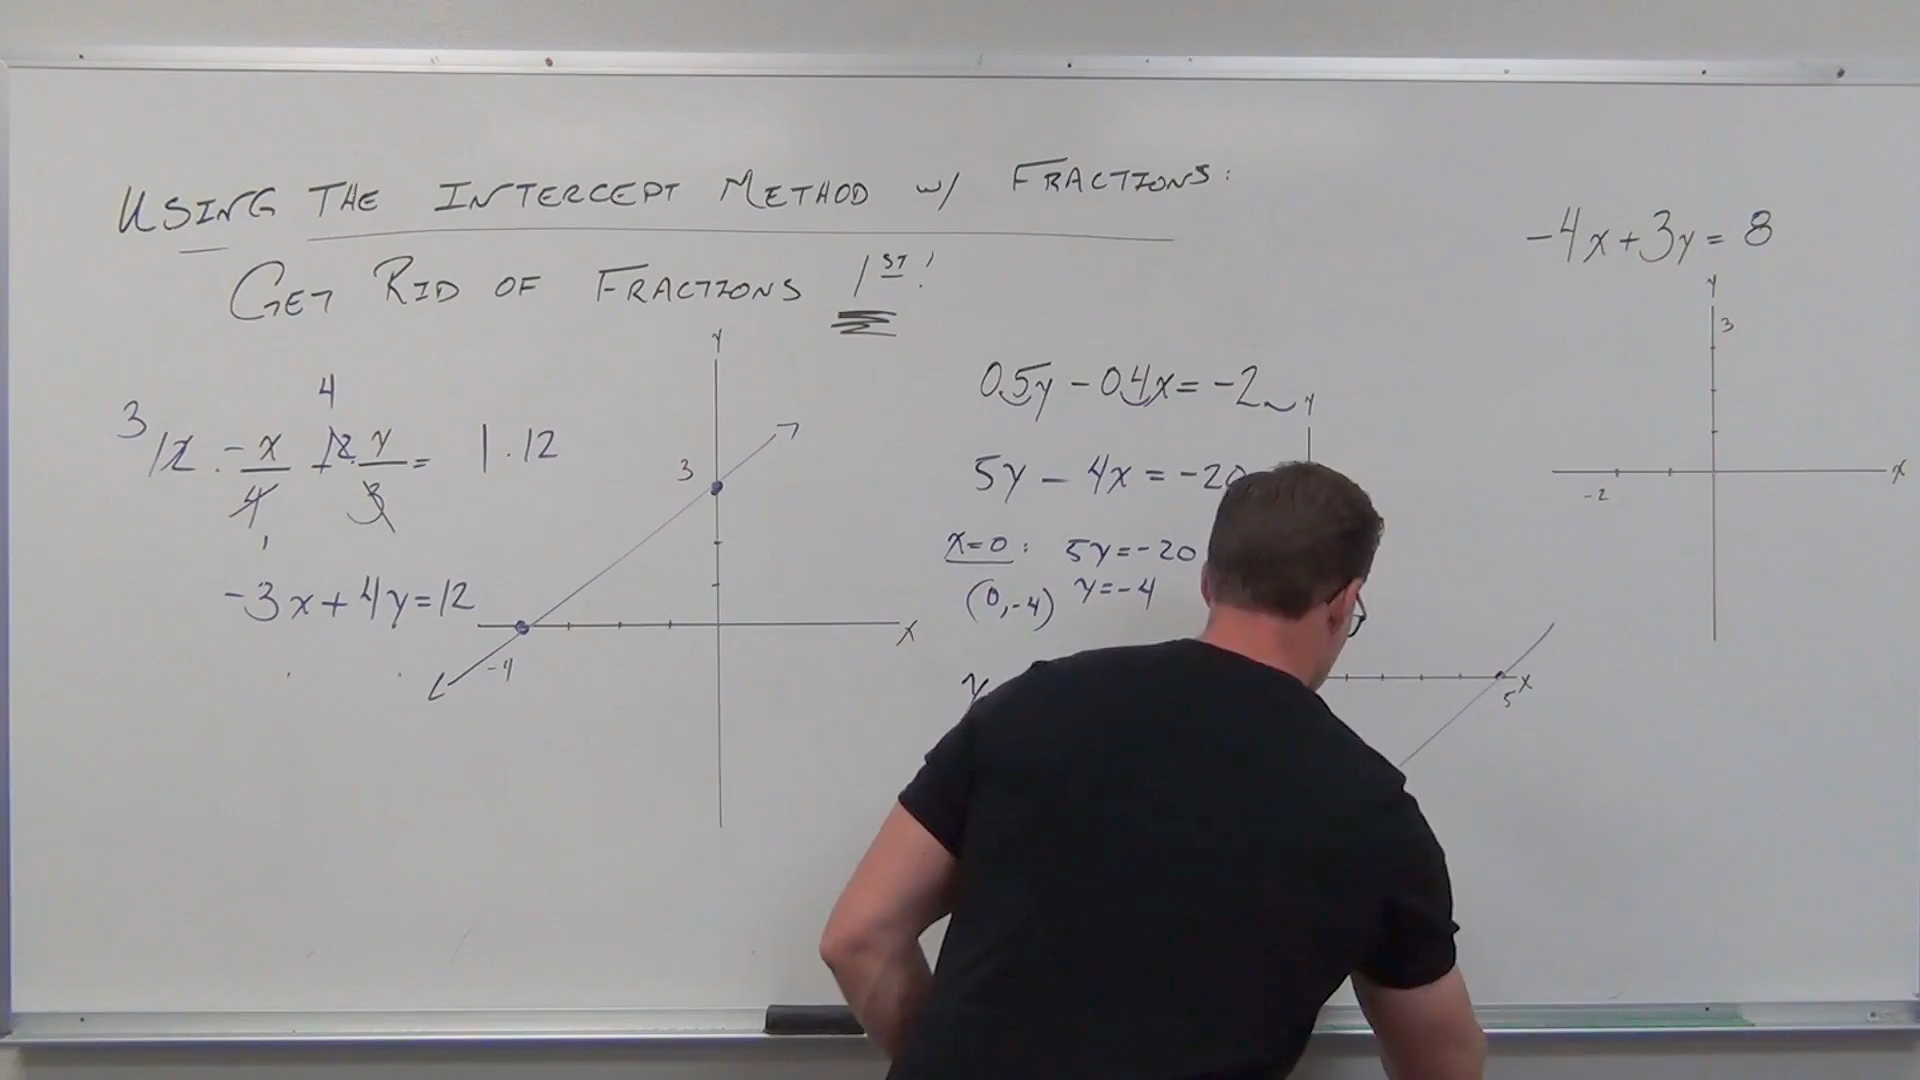 USING THE INTERCEPT METHOD w/ FRACTIONS:
GET RID OF FRACTIONS 1ST!
4
3
12 · -x/4 + 12 · y/3 = 1 · 12
1
-3x + 4y = 12
Y
3
X
-4
0.5y - 0.4x = -2
5y - 4x = -20
x=0: 5y = -20
(0,-4) y = -4
y
Y
X
5
-4x + 3y = 8
Y
3
X
-2